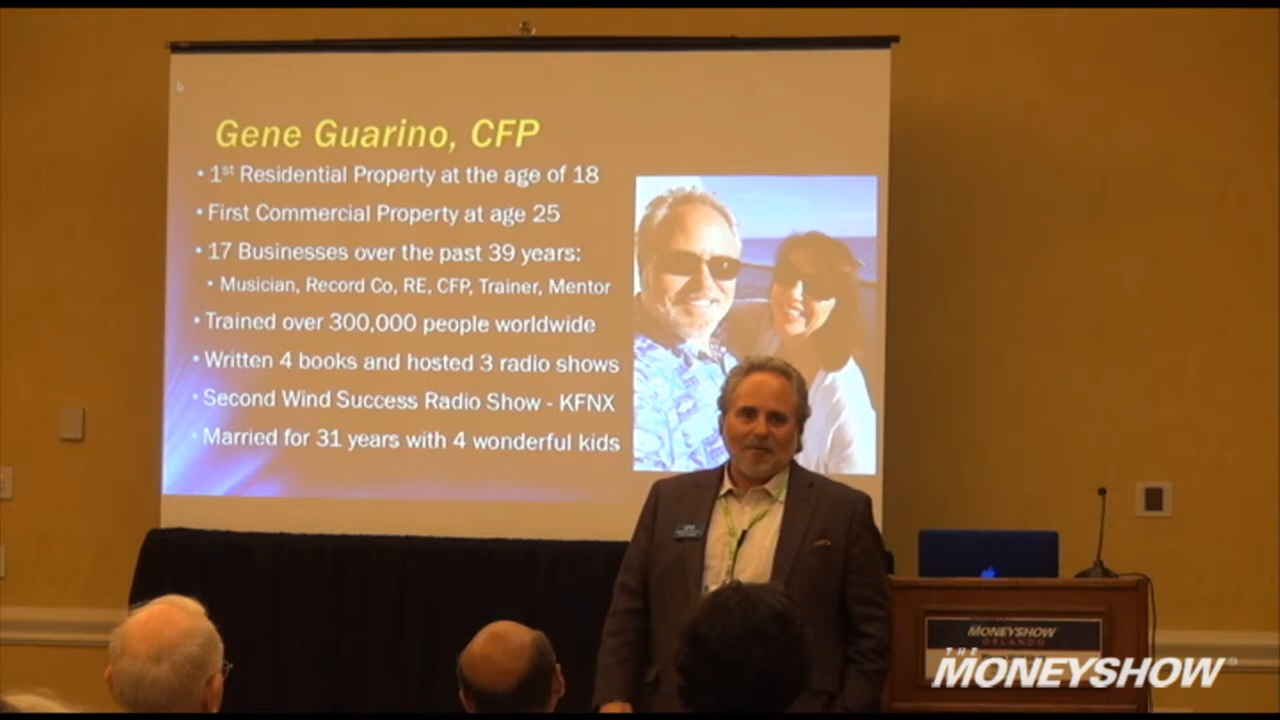 Gene Guarino, CFP
• 1st Residential Property at the age of 18
• First Commercial Property at age 25
• 17 Businesses over the past 39 years:
• Musician, Record Co, RE, CFP, Trainer, Mentor
• Trained over 300,000 people worldwide
• Written 4 books and hosted 3 radio shows
• Second Wind Success Radio Show - KFNX
• Married for 31 years with 4 wonderful kids
MONEYSHOW
ORLANDO
THE
MONEYSHOW®